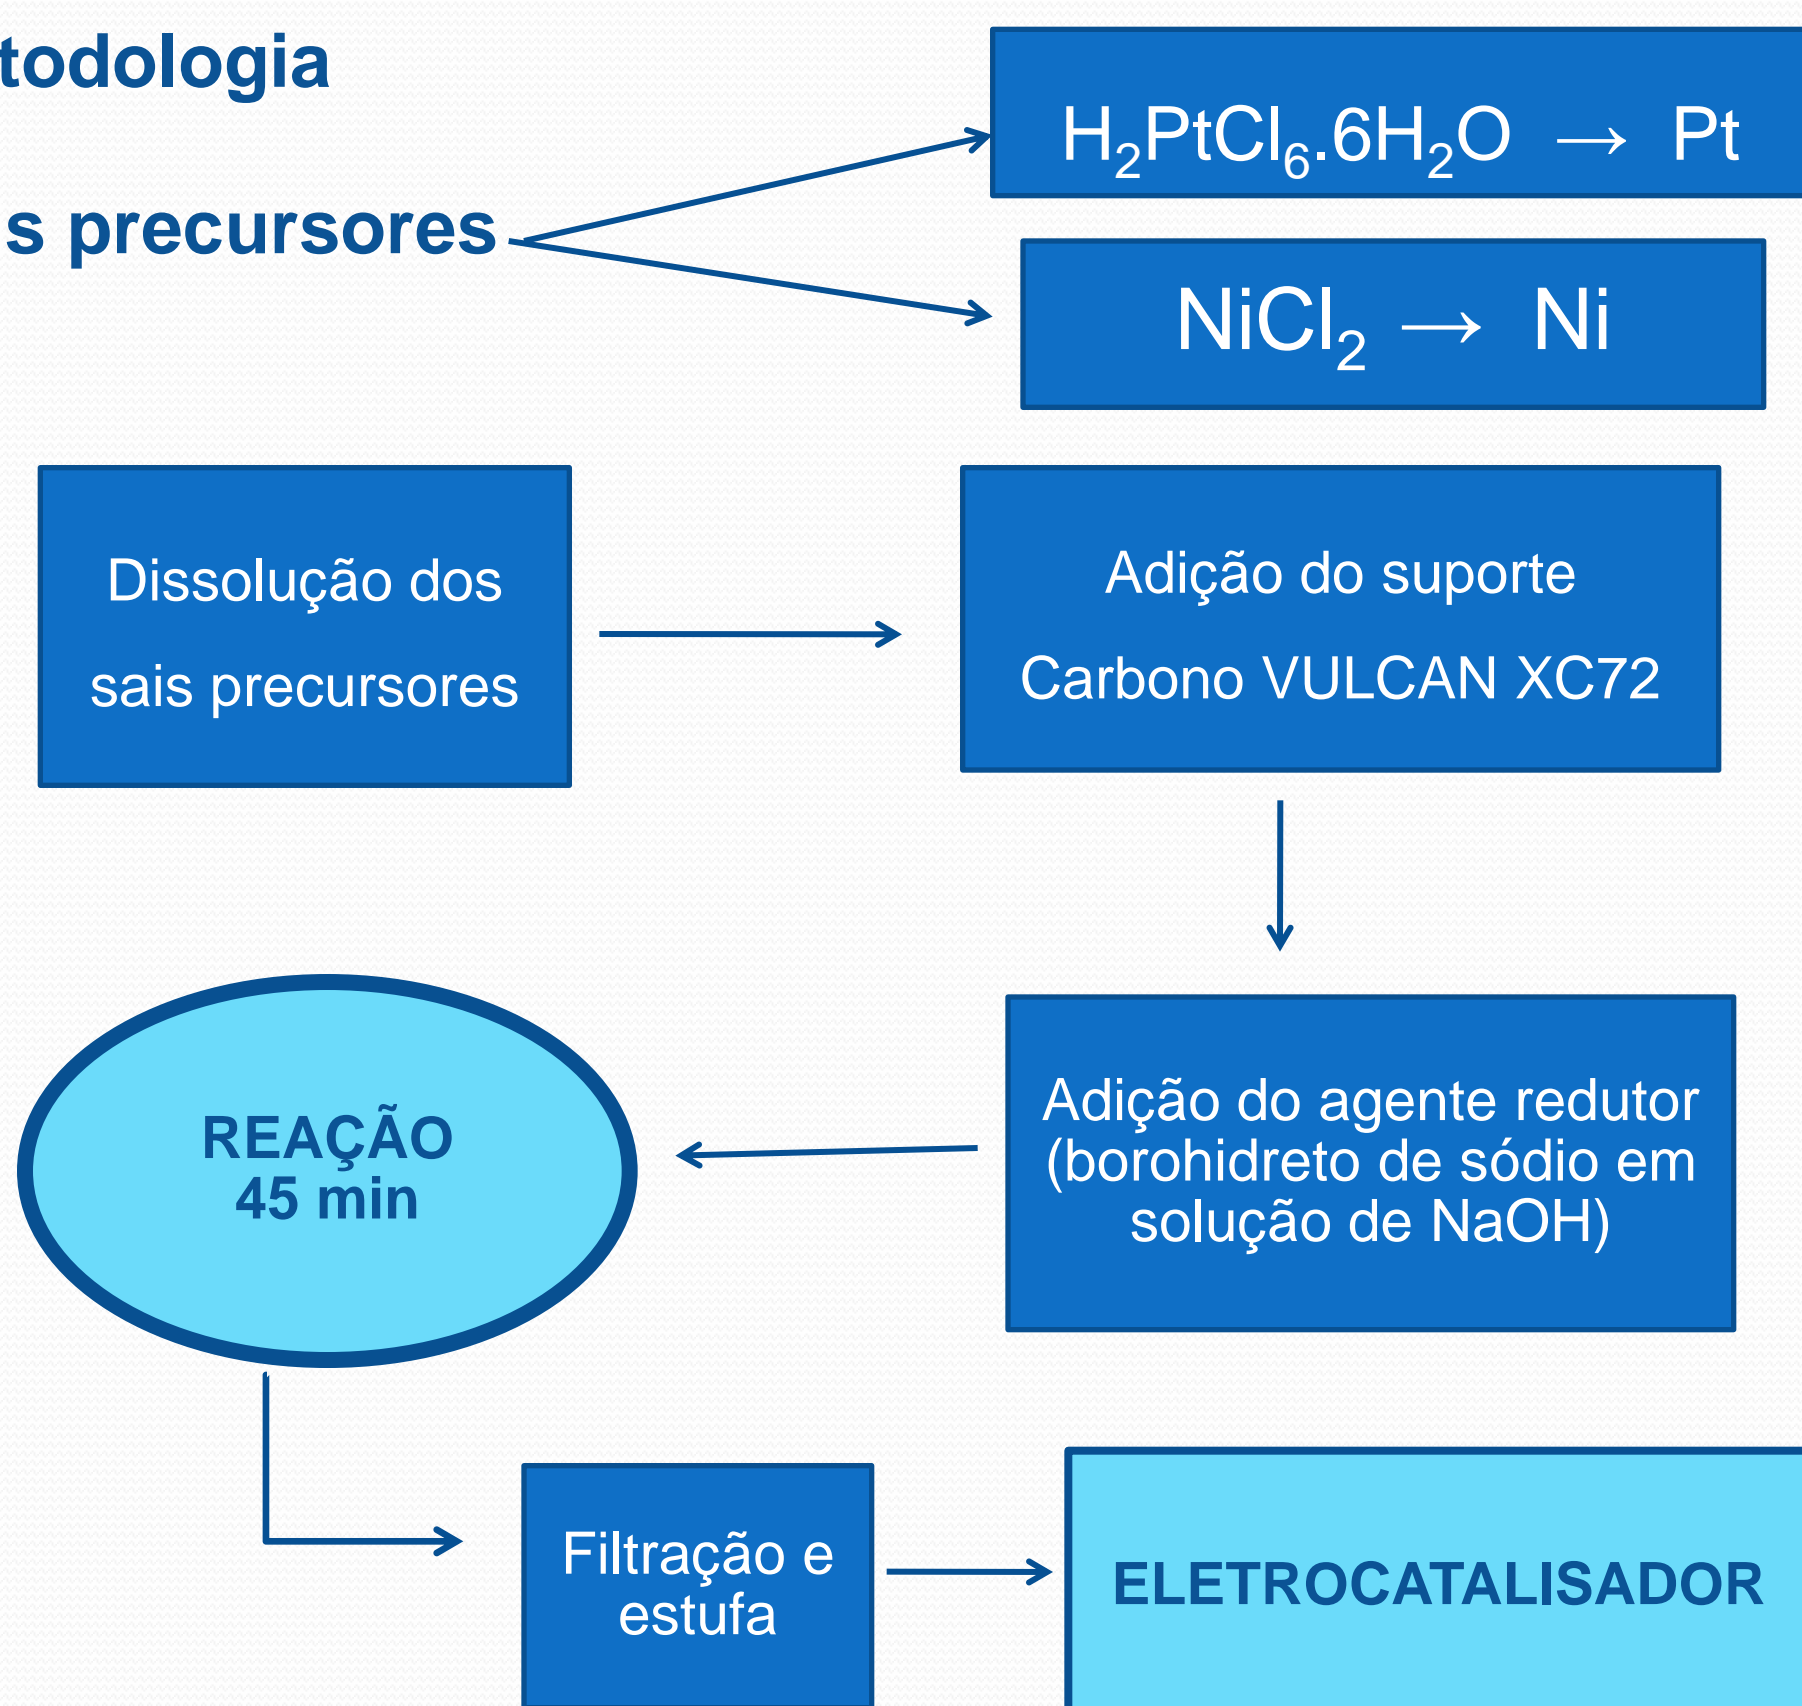 todologia
H₂PtCl₆.6H₂O → Pt
s precursores
NiCl₂ → Ni
Dissolução dos
sais precursores
Adição do suporte
Carbono VULCAN XC72
Adição do agente redutor
(borohidreto de sódio em
solução de NaOH)
REAÇÃO
45 min
Filtração e
estufa
ELETROCATALISADOR